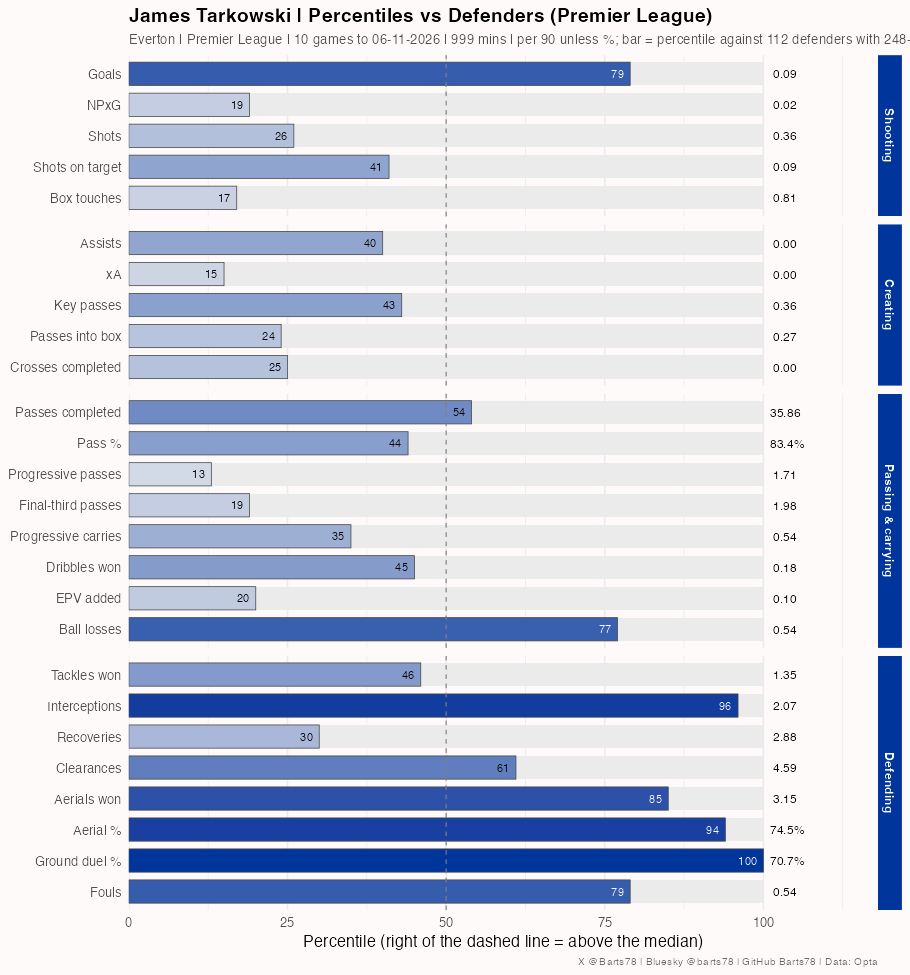 James Tarkowski | Percentiles vs Defenders (Premier League)
Everton | Premier League | 10 games to 06-11-2026 | 999 mins | per 90 unless %; bar = percentile against 112 defenders with 248-
Goals 79 0.09
NPxG 19 0.02
Shots 26 0.36
Shots on target 41 0.09
Box touches 17 0.81
Shooting
Assists 40 0.00
xA 15 0.00
Key passes 43 0.36
Passes into box 24 0.27
Crosses completed 25 0.00
Creating
Passes completed 54 35.86
Pass % 44 83.4%
Progressive passes 13 1.71
Final-third passes 19 1.98
Progressive carries 35 0.54
Dribbles won 45 0.18
EPV added 20 0.10
Ball losses 77 0.54
Passing & carrying
Tackles won 46 1.35
Interceptions 96 2.07
Recoveries 30 2.88
Clearances 61 4.59
Aerials won 85 3.15
Aerial % 94 74.5%
Ground duel % 100 70.7%
Fouls 79 0.54
Defending
0 25 50 75 100
Percentile (right of the dashed line = above the median)
X @Barts78 | Bluesky @barts78 | GitHub Barts78 | Data: Opta